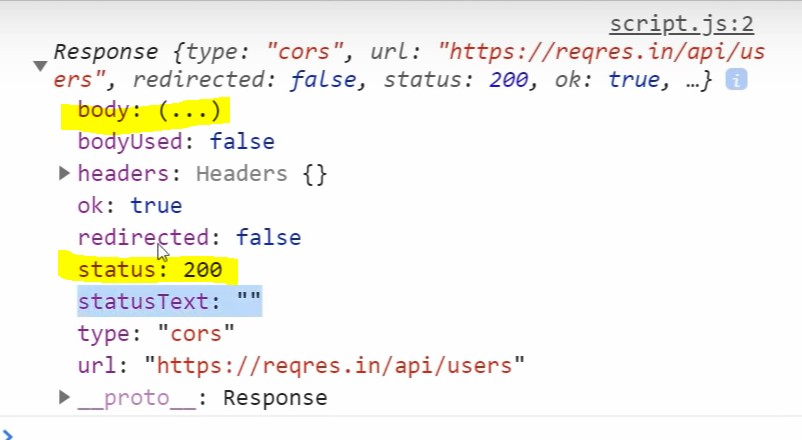 script.js:2
Response {type: "cors", url: "https://reqres.in/api/us
ers", redirected: false, status: 200, ok: true, …} i
body: (...)
bodyUsed: false
headers: Headers {}
ok: true
redirected: false
status: 200
statusText: ""
type: "cors"
url: "https://reqres.in/api/users"
__proto__: Response